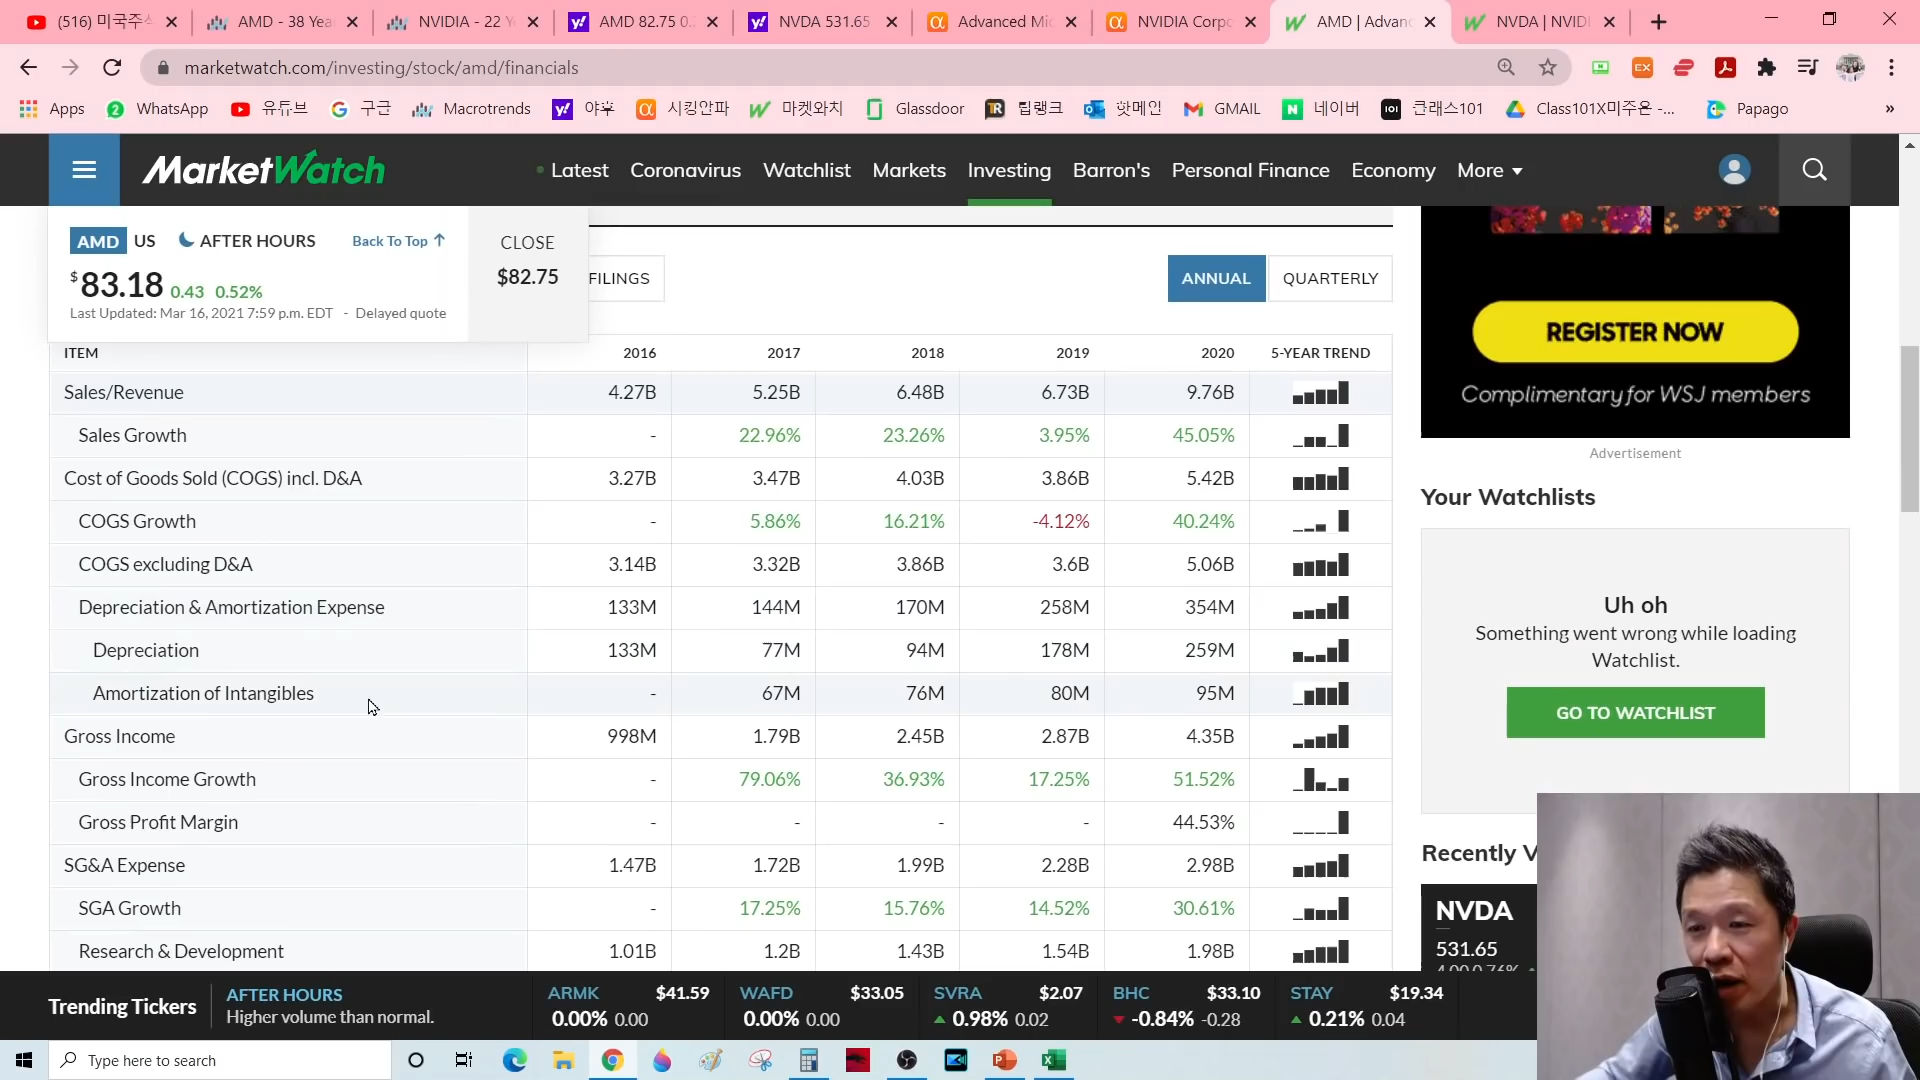 (516) 미국주식
AMD - 38 Yea
NVIDIA - 22 Y
AMD 82.75 0.
NVDA 531.65
Advanced Mic
NVIDIA Corpo
AMD | Advanc
NVDA | NVIDI
marketwatch.com/investing/stock/amd/financials
Apps
WhatsApp
유튜브
구글
Macrotrends
야후
시킹안파
마켓와치
Glassdoor
팁랭크
핫메인
GMAIL
네이버
클래스101
Class101X미주은 -...
Papago
»
MarketWatch
Latest Coronavirus Watchlist Markets Investing Barron's Personal Finance Economy More
AMD US AFTER HOURS Back To Top
$83.18 0.43 0.52%
Last Updated: Mar 16, 2021 7:59 p.m. EDT - Delayed quote
CLOSE
$82.75
FILINGS
ANNUAL QUARTERLY
ITEM 2016 2017 2018 2019 2020 5-YEAR TREND
Sales/Revenue 4.27B 5.25B 6.48B 6.73B 9.76B
Sales Growth - 22.96% 23.26% 3.95% 45.05%
Cost of Goods Sold (COGS) incl. D&A 3.27B 3.47B 4.03B 3.86B 5.42B
COGS Growth - 5.86% 16.21% -4.12% 40.24%
COGS excluding D&A 3.14B 3.32B 3.86B 3.6B 5.06B
Depreciation & Amortization Expense 133M 144M 170M 258M 354M
Depreciation 133M 77M 94M 178M 259M
Amortization of Intangibles - 67M 76M 80M 95M
Gross Income 998M 1.79B 2.45B 2.87B 4.35B
Gross Income Growth - 79.06% 36.93% 17.25% 51.52%
Gross Profit Margin - - - - 44.53%
SG&A Expense 1.47B 1.72B 1.99B 2.28B 2.98B
SGA Growth - 17.25% 15.76% 14.52% 30.61%
Research & Development 1.01B 1.2B 1.43B 1.54B 1.98B
REGISTER NOW
Complimentary for WSJ members
Advertisement
Your Watchlists
Uh oh
Something went wrong while loading
Watchlist.
GO TO WATCHLIST
Recently V
NVDA
531.65
4.00 0.76%
Trending Tickers
AFTER HOURS
Higher volume than normal.
ARMK $41.59
0.00% 0.00
WAFD $33.05
0.00% 0.00
SVRA $2.07
0.98% 0.02
BHC $33.10
-0.84% -0.28
STAY $19.34
0.21% 0.04
Type here to search